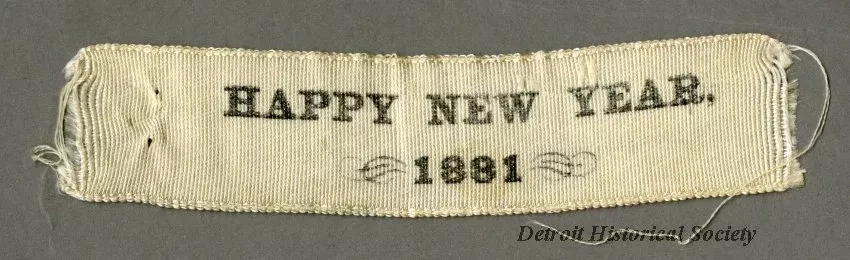 HAPPY NEW YEAR.
1881
Detroit Historical Society